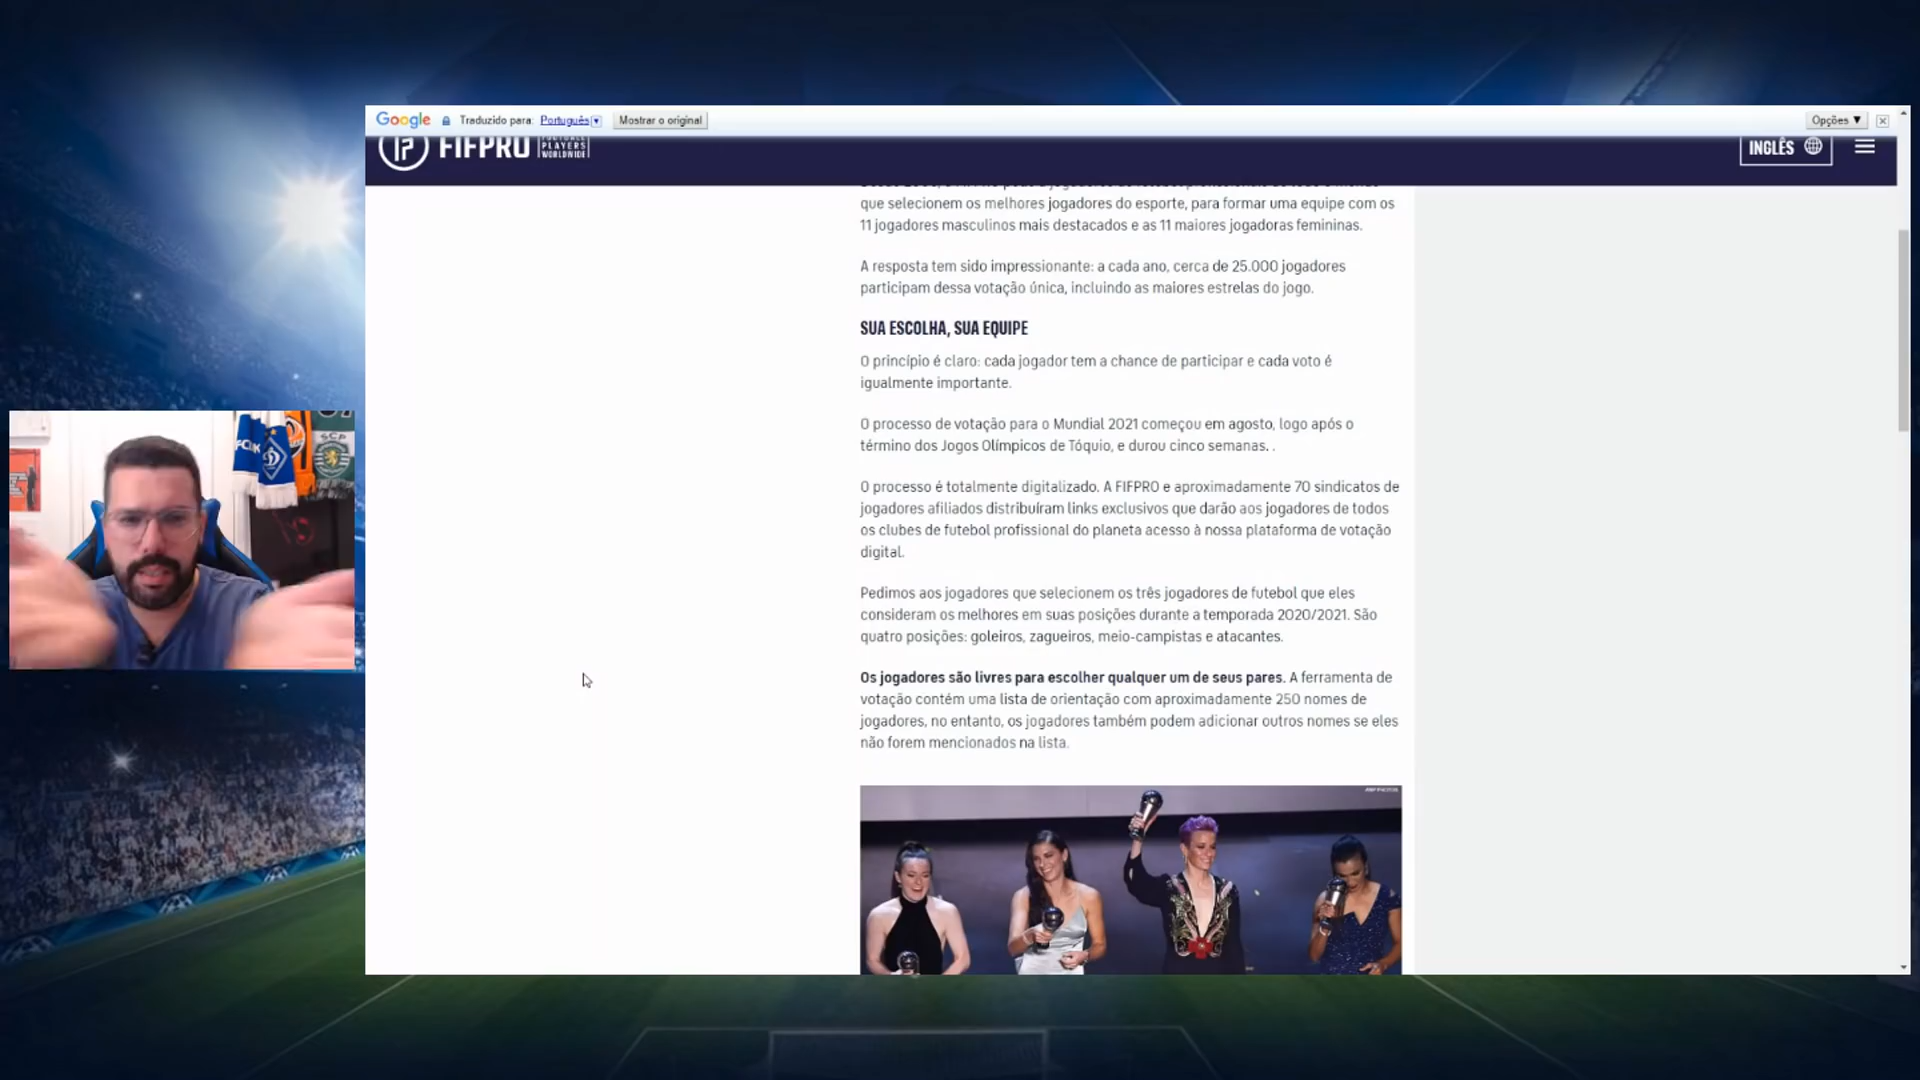 Google Traduzido para: Português Mostrar o original Opções ▼
FIFPRO FOOTBALL PLAYERS WORLDWIDE INGLÊS
que selecionem os melhores jogadores do esporte, para formar uma equipe com os
11 jogadores masculinos mais destacados e as 11 maiores jogadoras femininas.
A resposta tem sido impressionante: a cada ano, cerca de 25.000 jogadores
participam dessa votação única, incluindo as maiores estrelas do jogo.
SUA ESCOLHA, SUA EQUIPE
O princípio é claro: cada jogador tem a chance de participar e cada voto é
igualmente importante.
O processo de votação para o Mundial 2021 começou em agosto, logo após o
término dos Jogos Olímpicos de Tóquio, e durou cinco semanas. .
O processo é totalmente digitalizado. A FIFPRO e aproximadamente 70 sindicatos de
jogadores afiliados distribuíram links exclusivos que darão aos jogadores de todos
os clubes de futebol profissional do planeta acesso à nossa plataforma de votação
digital.
Pedimos aos jogadores que selecionem os três jogadores de futebol que eles
consideram os melhores em suas posições durante a temporada 2020/2021. São
quatro posições: goleiros, zagueiros, meio-campistas e atacantes.
Os jogadores são livres para escolher qualquer um de seus pares. A ferramenta de
votação contém uma lista de orientação com aproximadamente 250 nomes de
jogadores, no entanto, os jogadores também podem adicionar outros nomes se eles
não forem mencionados na lista.
SCP